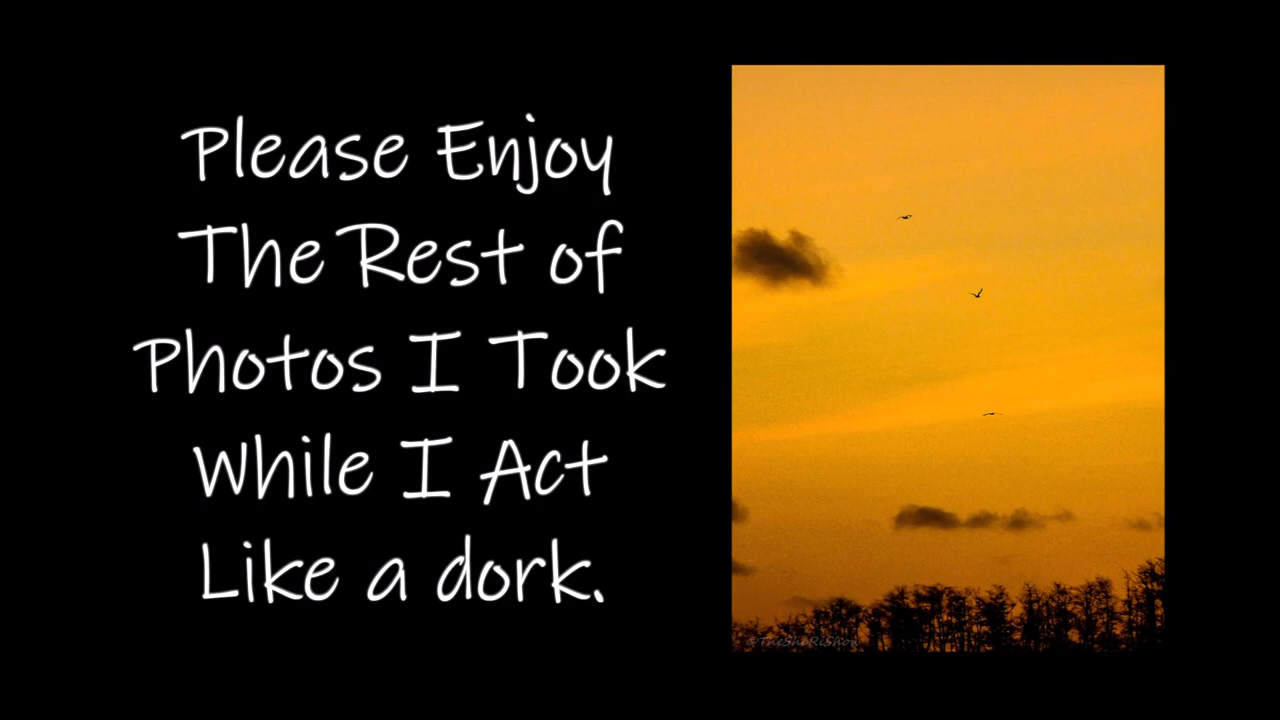 Please Enjoy
The Rest of
Photos I Took
While I Act
Like a dork.